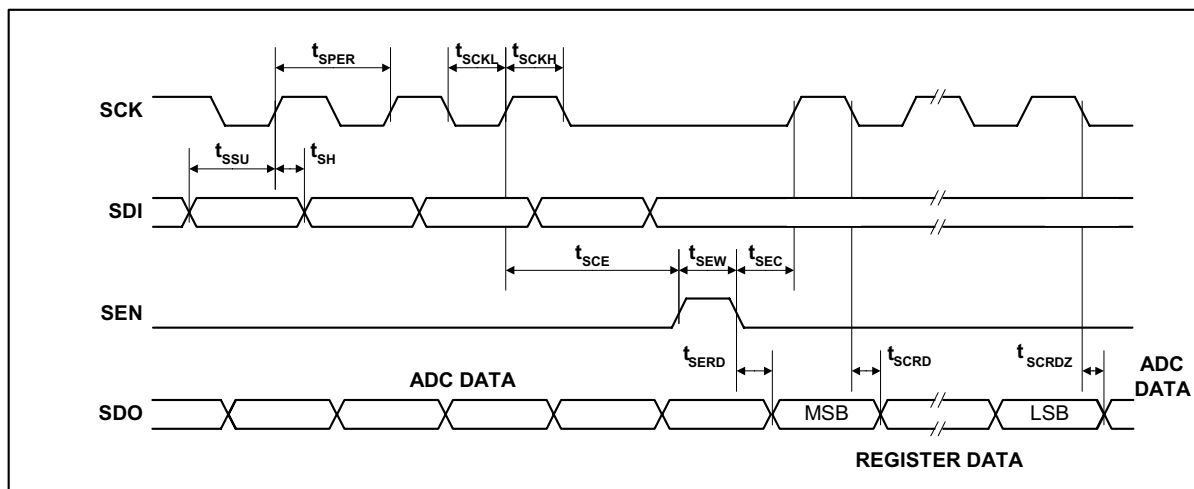 tSPER
tSCKL
tSCKH
SCK
tSSU
tSH
SDI
tSCE
tSEW
tSEC
SEN
tSERD
tSCRD
tSCRDZ
ADC DATA
ADC
DATA
SDO
MSB
LSB
REGISTER DATA